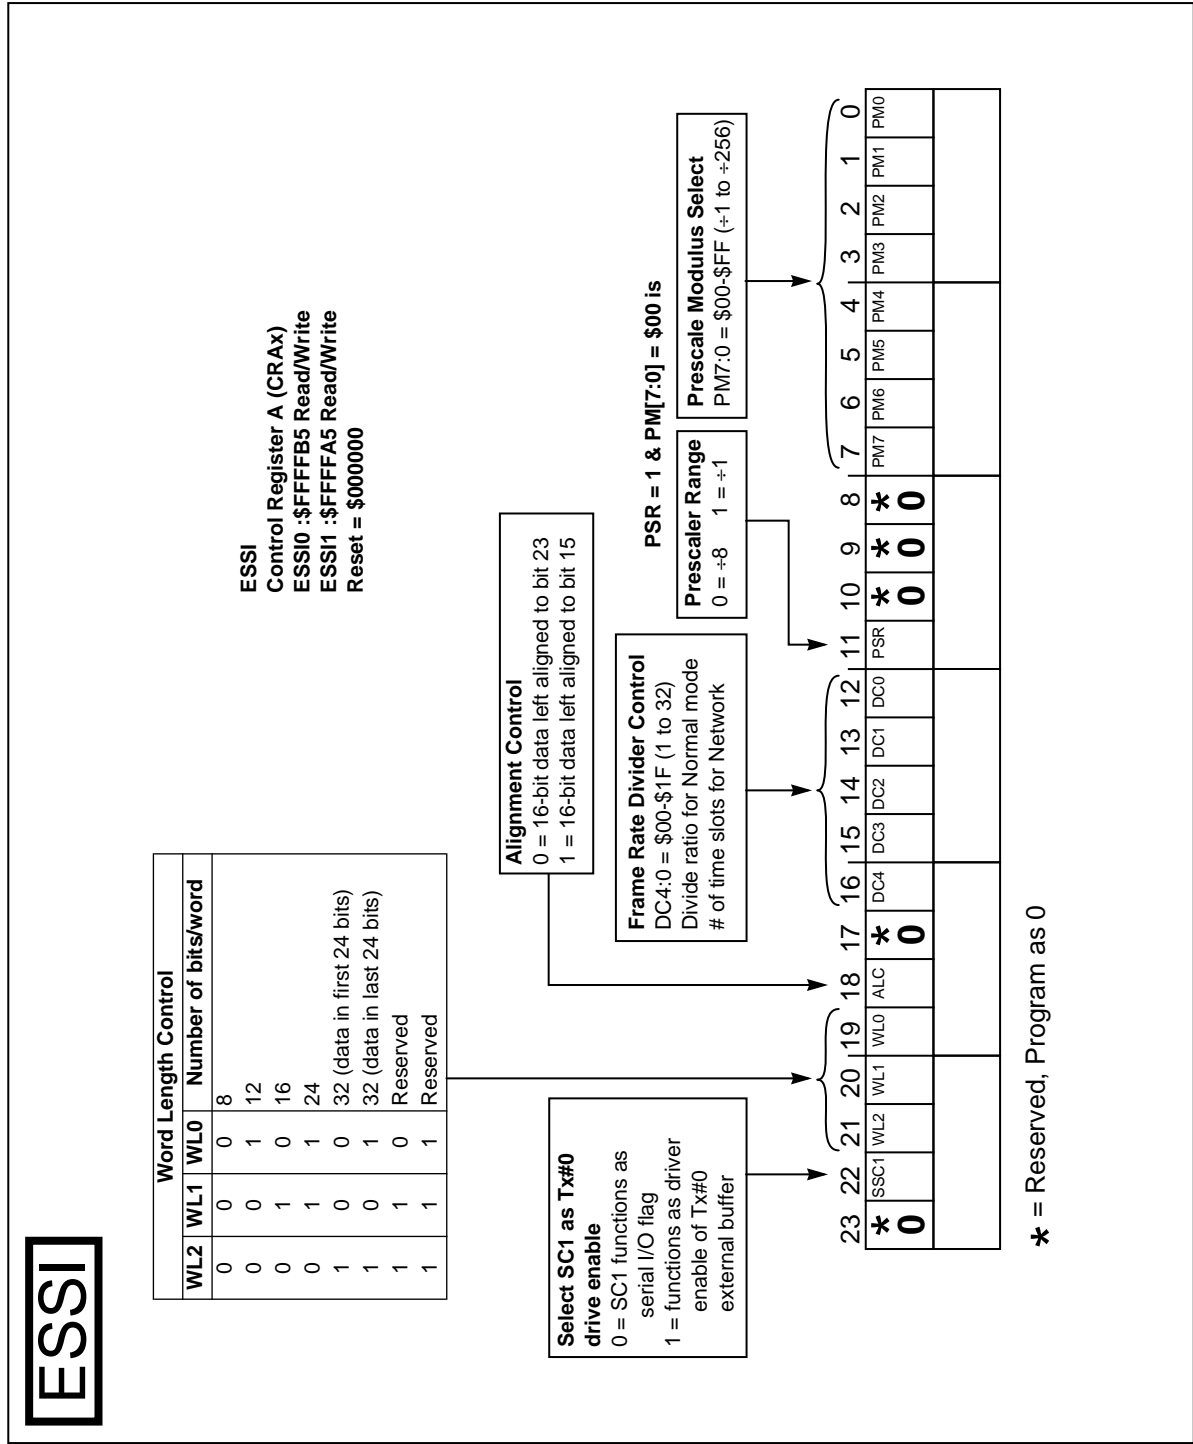 ESSI
ESSI
Control Register A (CRAx)
ESSI0 :$FFFFB5 Read/Write
ESSI1 :$FFFFA5 Read/Write
Reset = $000000
Word Length Control
WL2 WL1 WL0 Number of bits/word
0 0 0 8
0 0 1 12
0 1 0 16
0 1 1 24
1 0 0 32 (data in first 24 bits)
1 0 1 32 (data in last 24 bits)
1 1 0 Reserved
1 1 1 Reserved
Alignment Control
0 = 16-bit data left aligned to bit 23
1 = 16-bit data left aligned to bit 15
Select SC1 as Tx#0
drive enable
0 = SC1 functions as
serial I/O flag
1 = functions as driver
enable of Tx#0
external buffer
Frame Rate Divider Control
DC4:0 = $00-$1F (1 to 32)
Divide ratio for Normal mode
# of time slots for Network
PSR = 1 & PM[7:0] = $00 is
Prescaler Range
0 = ÷8 1 = ÷1
Prescale Modulus Select
PM7:0 = $00-$FF (÷1 to ÷256)
23 22 21 20 19 18 17 16 15 14 13 12 11 10 9 8 7 6 5 4 3 2 1 0
* SSC1 WL2 WL1 WL0 ALC * DC4 DC3 DC2 DC1 DC0 PSR * * * PM7 PM6 PM5 PM4 PM3 PM2 PM1 PM0
0 0 0 0 0
* = Reserved, Program as 0